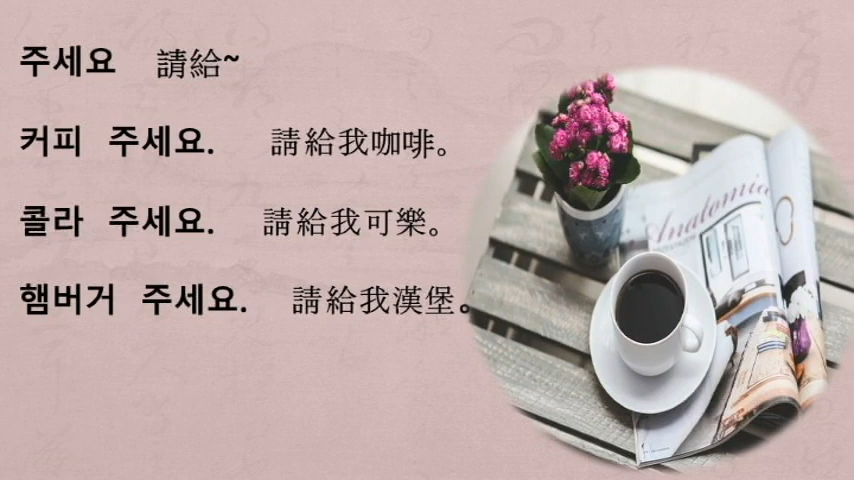 주세요 請給~
커피 주세요. 請給我咖啡。
콜라 주세요. 請給我可樂。
햄버거 주세요. 請給我漢堡。
Anatomia